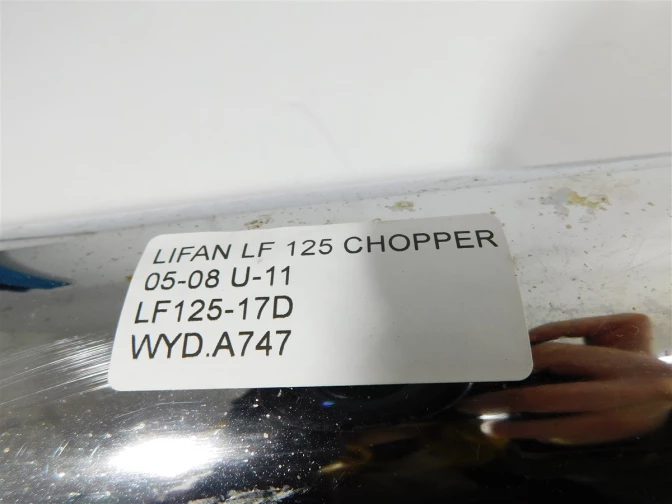 LIFAN LF 125 CHOPPER
05-08 U-11
LF125-17D
WYD.A747